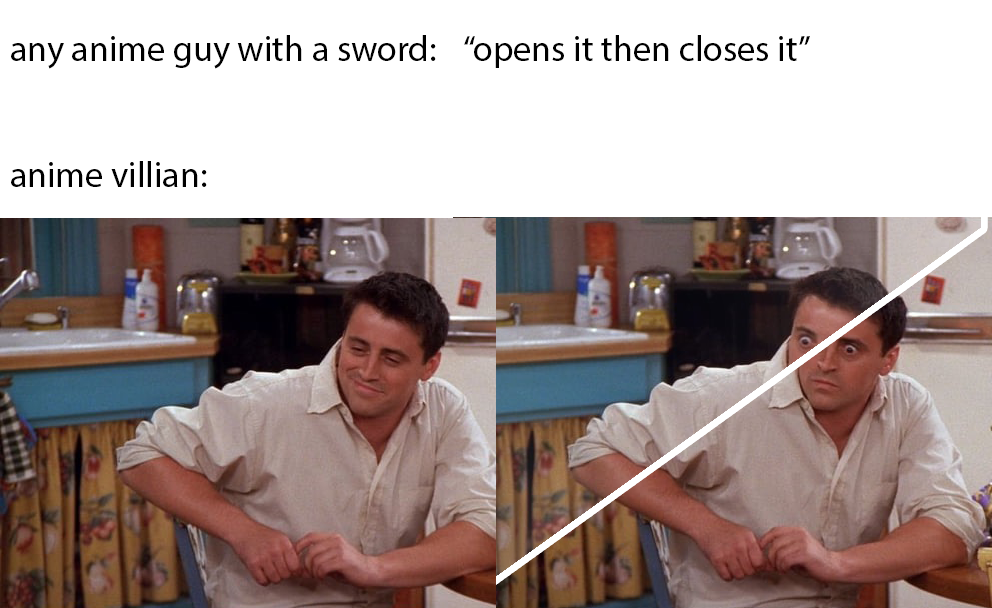 any anime guy with a sword: “opens it then closes it”
anime villian: